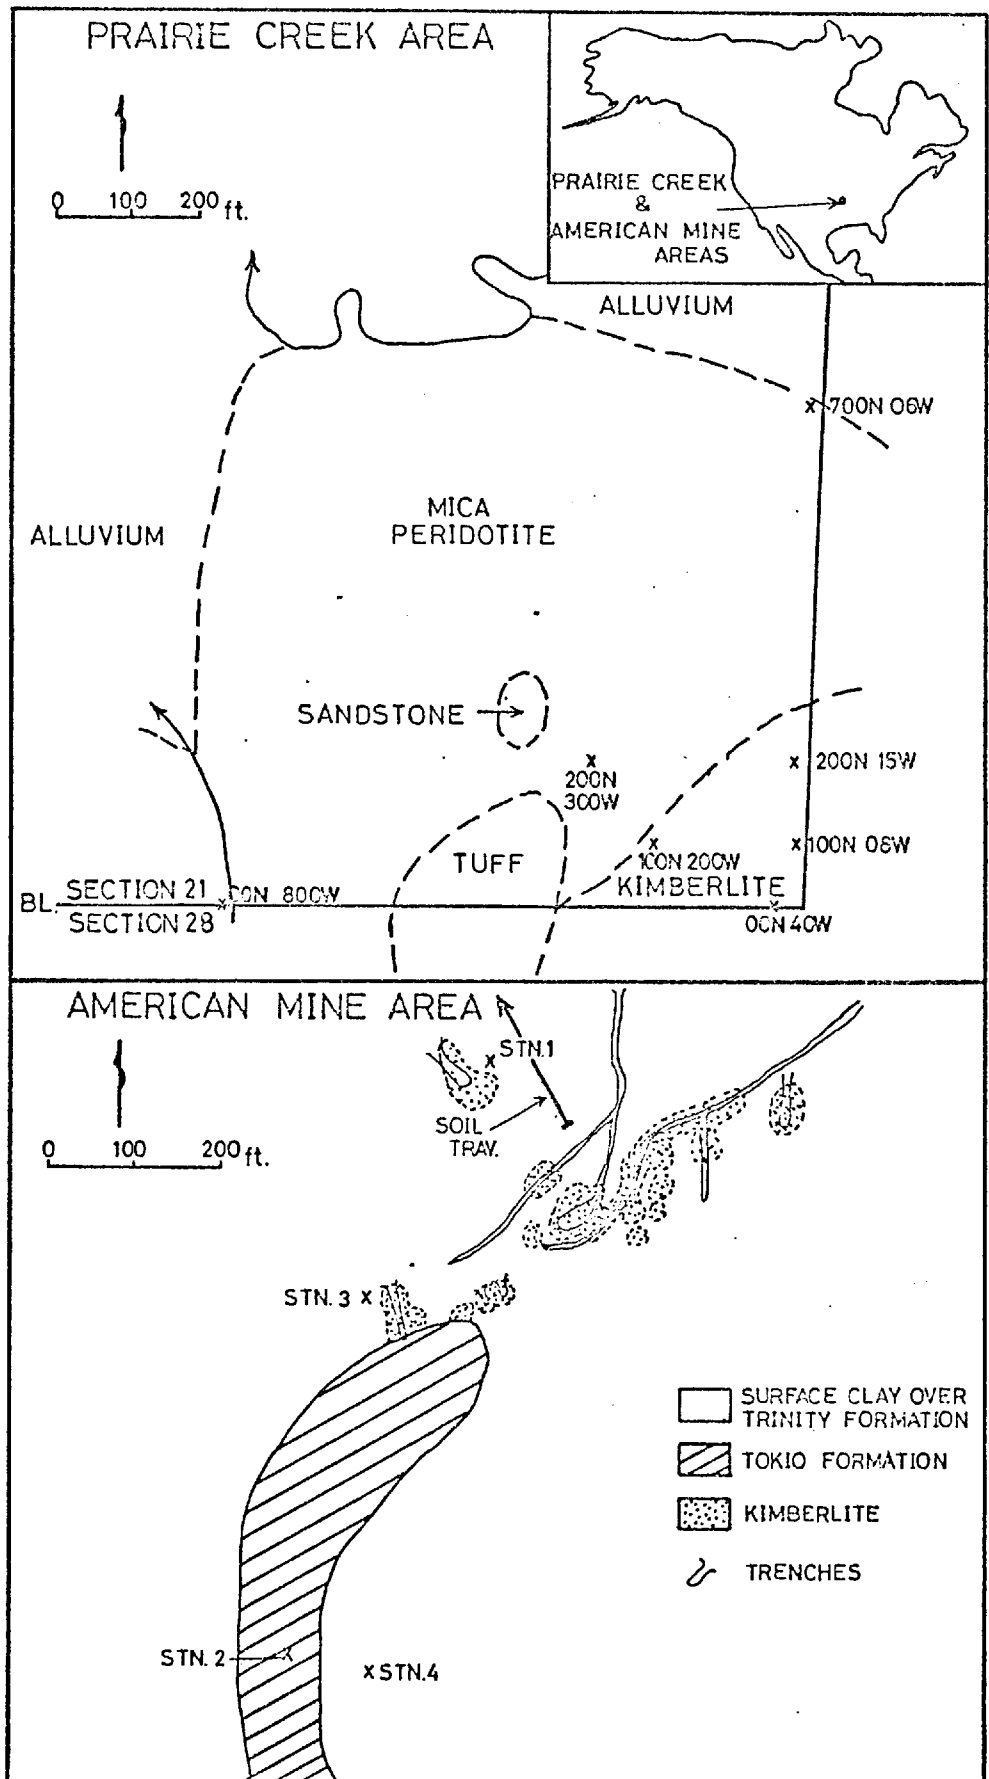 PRAIRIE CREEK AREA
0 100 200 ft.
PRAIRIE CREEK
&
AMERICAN MINE
AREAS
ALLUVIUM
700N 06W
MICA
PERIDOTITE
ALLUVIUM
SANDSTONE
200N
300W
200N 15W
100N 08W
100N 200W
TUFF
KIMBERLITE
BL.
SECTION 21
SECTION 28
00N 800W
00N 40W
AMERICAN MINE AREA
0 100 200 ft.
STN.1
SOIL
TRAV.
STN. 3
SURFACE CLAY OVER
TRINITY FORMATION
TOKIO FORMATION
KIMBERLITE
TRENCHES
STN. 2
STN.4